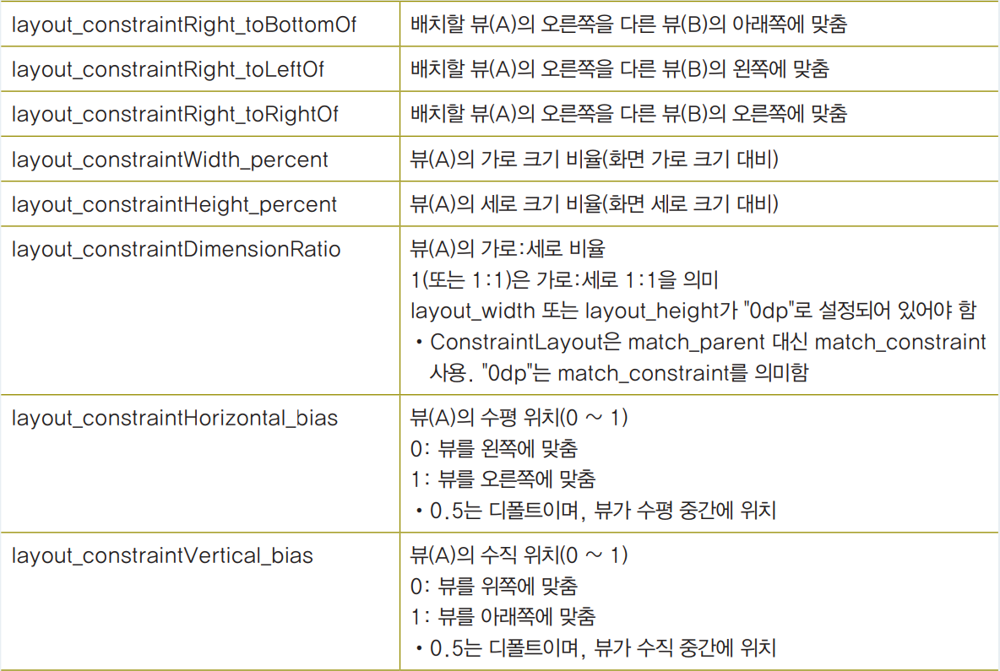 layout_constraintRight_toBottomOf 배치할 뷰(A)의 오른쪽을 다른 뷰(B)의 아래쪽에 맞춤
layout_constraintRight_toLeftOf 배치할 뷰(A)의 오른쪽을 다른 뷰(B)의 왼쪽에 맞춤
layout_constraintRight_toRightOf 배치할 뷰(A)의 오른쪽을 다른 뷰(B)의 오른쪽에 맞춤
layout_constraintWidth_percent 뷰(A)의 가로 크기 비율(화면 가로 크기 대비)
layout_constraintHeight_percent 뷰(A)의 세로 크기 비율(화면 세로 크기 대비)
layout_constraintDimensionRatio 뷰(A)의 가로:세로 비율
1(또는 1:1)은 가로:세로 1:1을 의미
layout_width 또는 layout_height가 "0dp"로 설정되어 있어야 함
• ConstraintLayout은 match_parent 대신 match_constraint
사용. "0dp"는 match_constraint를 의미함
layout_constraintHorizontal_bias 뷰(A)의 수평 위치(0 ~ 1)
0: 뷰를 왼쪽에 맞춤
1: 뷰를 오른쪽에 맞춤
• 0.5는 디폴트이며, 뷰가 수평 중간에 위치
layout_constraintVertical_bias 뷰(A)의 수직 위치(0 ~ 1)
0: 뷰를 위쪽에 맞춤
1: 뷰를 아래쪽에 맞춤
• 0.5는 디폴트이며, 뷰가 수직 중간에 위치